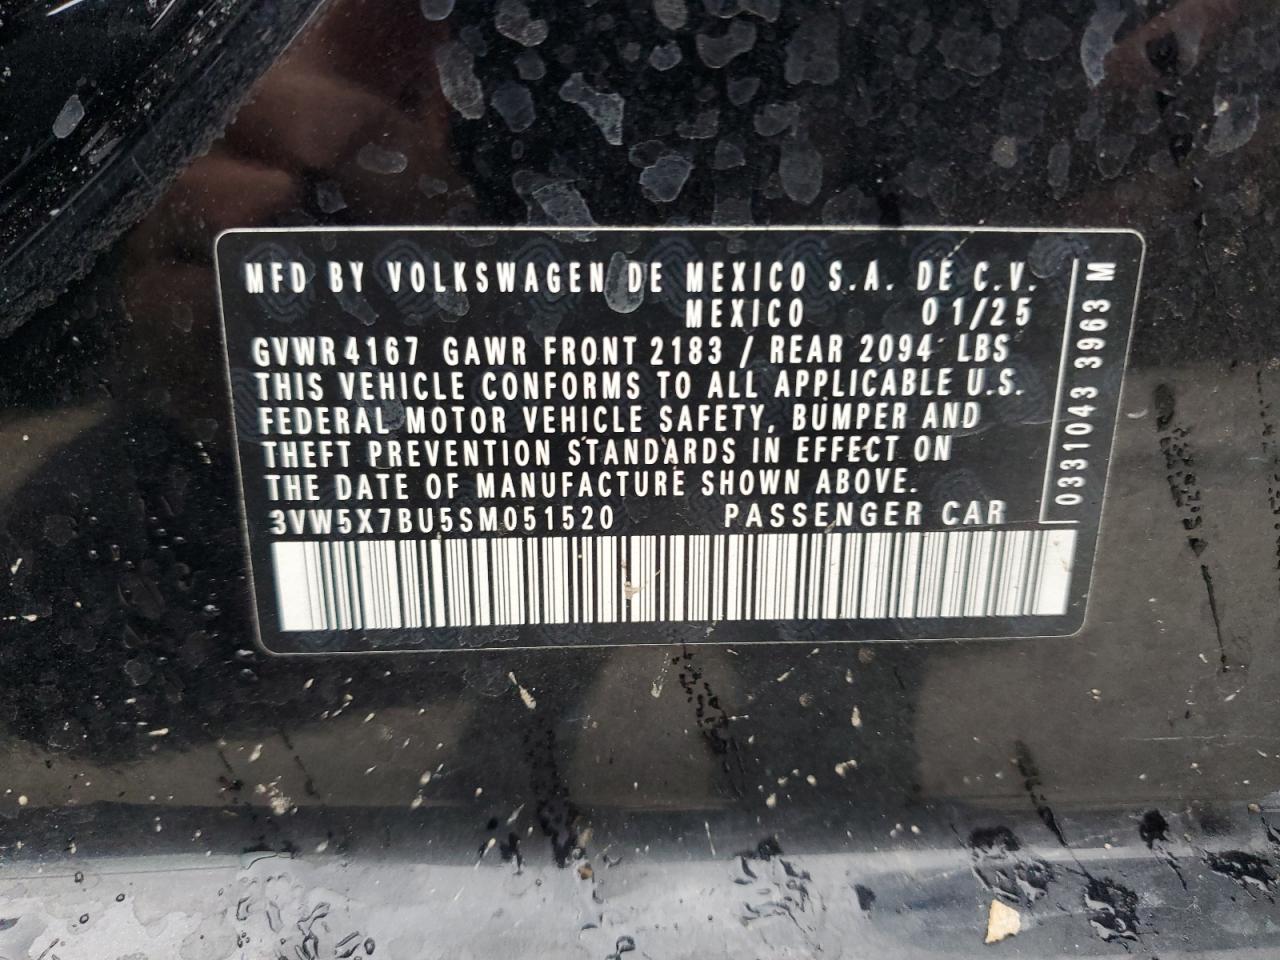 MFD BY VOLKSWAGEN DE MEXICO S.A. DE C.V.
MEXICO 01/25
GVWR 4167 GAWR FRONT 2183 / REAR 2094 LBS
THIS VEHICLE CONFORMS TO ALL APPLICABLE U.S.
FEDERAL MOTOR VEHICLE SAFETY, BUMPER AND
THEFT PREVENTION STANDARDS IN EFFECT ON
THE DATE OF MANUFACTURE SHOWN ABOVE.
3VW5X7BU5SM051520 PASSENGER CAR
0331043 3963 M